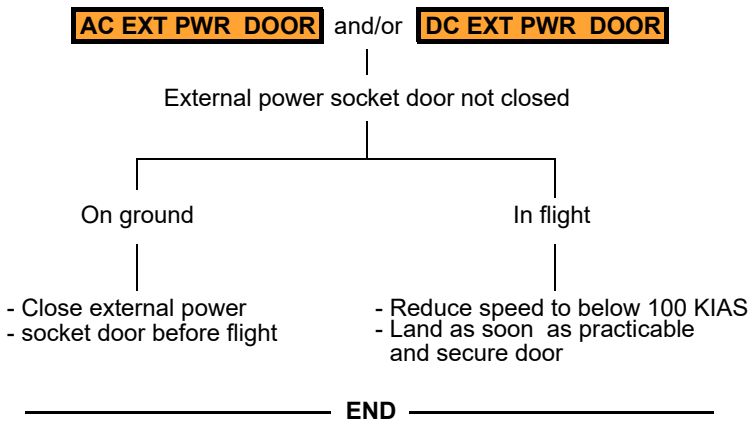 AC EXT PWR DOOR and/or DC EXT PWR DOOR
External power socket door not closed
On ground
- Close external power
- socket door before flight
In flight
- Reduce speed to below 100 KIAS
- Land as soon as practicable
and secure door
END